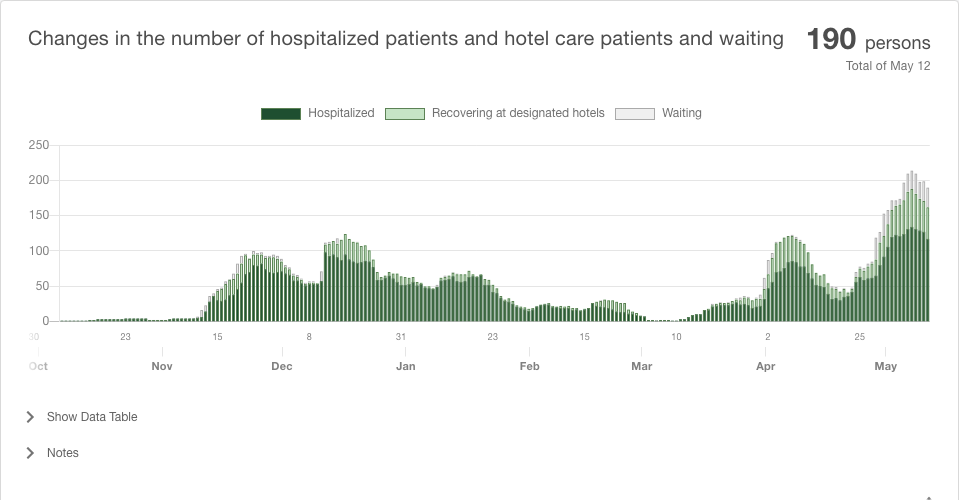 Changes in the number of hospitalized patients and hotel care patients and waiting
190 persons
Total of May 12
Hospitalized
Recovering at designated hotels
Waiting
250
200
150
100
50
0
30 23 15 8 31 23 15 10 2 25
Oct Nov Dec Jan Feb Mar Apr May
Show Data Table
Notes